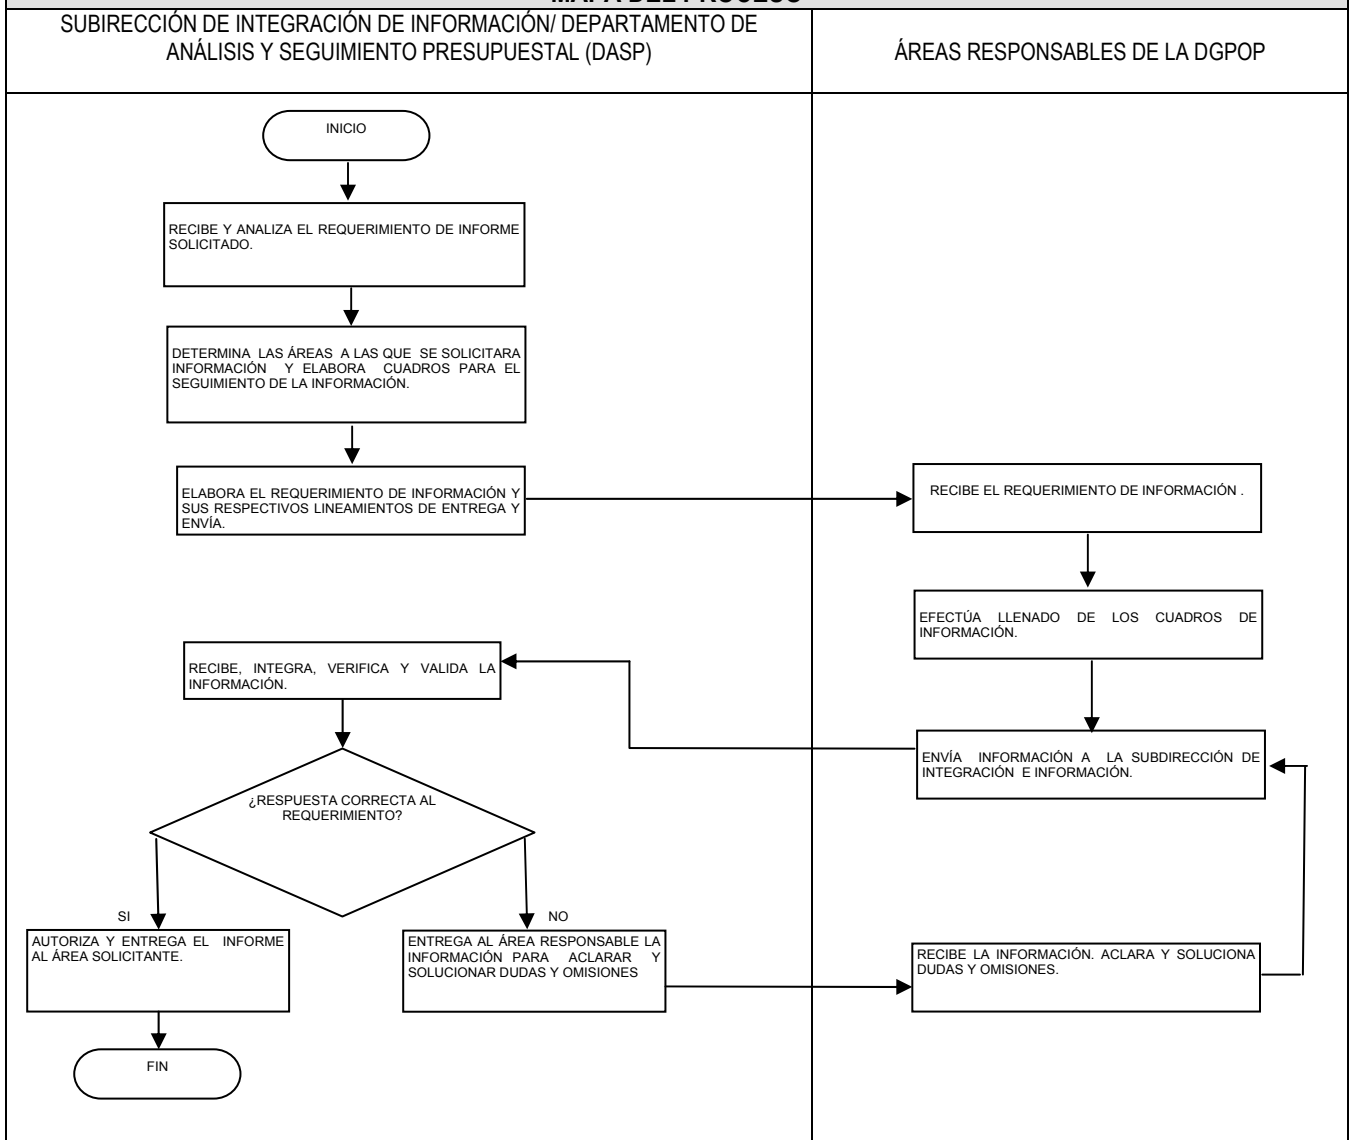 MAPA DEL PROCESO
SUBIRECCIÓN DE INTEGRACIÓN DE INFORMACIÓN/ DEPARTAMENTO DE
ANÁLISIS Y SEGUIMIENTO PRESUPUESTAL (DASP)
ÁREAS RESPONSABLES DE LA DGPOP
INICIO
RECIBE Y ANALIZA EL REQUERIMIENTO DE INFORME
SOLICITADO.
DETERMINA LAS ÁREAS A LAS QUE SE SOLICITARA
INFORMACIÓN Y ELABORA CUADROS PARA EL
SEGUIMIENTO DE LA INFORMACIÓN.
ELABORA EL REQUERIMIENTO DE INFORMACIÓN Y
SUS RESPECTIVOS LINEAMIENTOS DE ENTREGA Y
ENVÍA.
RECIBE EL REQUERIMIENTO DE INFORMACIÓN .
EFECTÚA LLENADO DE LOS CUADROS DE
INFORMACIÓN.
RECIBE, INTEGRA, VERIFICA Y VALIDA LA
INFORMACIÓN.
ENVÍA INFORMACIÓN A LA SUBDIRECCIÓN DE
INTEGRACIÓN E INFORMACIÓN.
¿RESPUESTA CORRECTA AL
REQUERIMIENTO?
SI
NO
AUTORIZA Y ENTREGA EL INFORME
AL ÁREA SOLICITANTE.
ENTREGA AL ÁREA RESPONSABLE LA
INFORMACIÓN PARA ACLARAR Y
SOLUCIONAR DUDAS Y OMISIONES
RECIBE LA INFORMACIÓN. ACLARA Y SOLUCIONA
DUDAS Y OMISIONES.
FIN